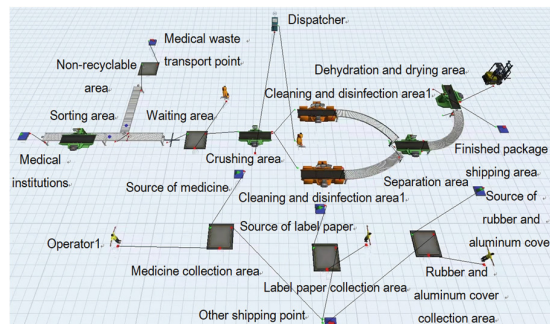 Dispatcher
Medical waste
transport point
Non-recyclable
area
Dehydration and drying area
Cleaning and disinfection area1
Sorting area
Waiting area
Medical
institutions
Crushing area
Separation area
Finished package
shipping area
Source of medicine
Cleaning and disinfection area1
Source of
rubber and
aluminum cove
Source of label paper
Operator1
Medicine collection area
Label paper collection area
Rubber and
aluminum cover
collection area
Other shipping point